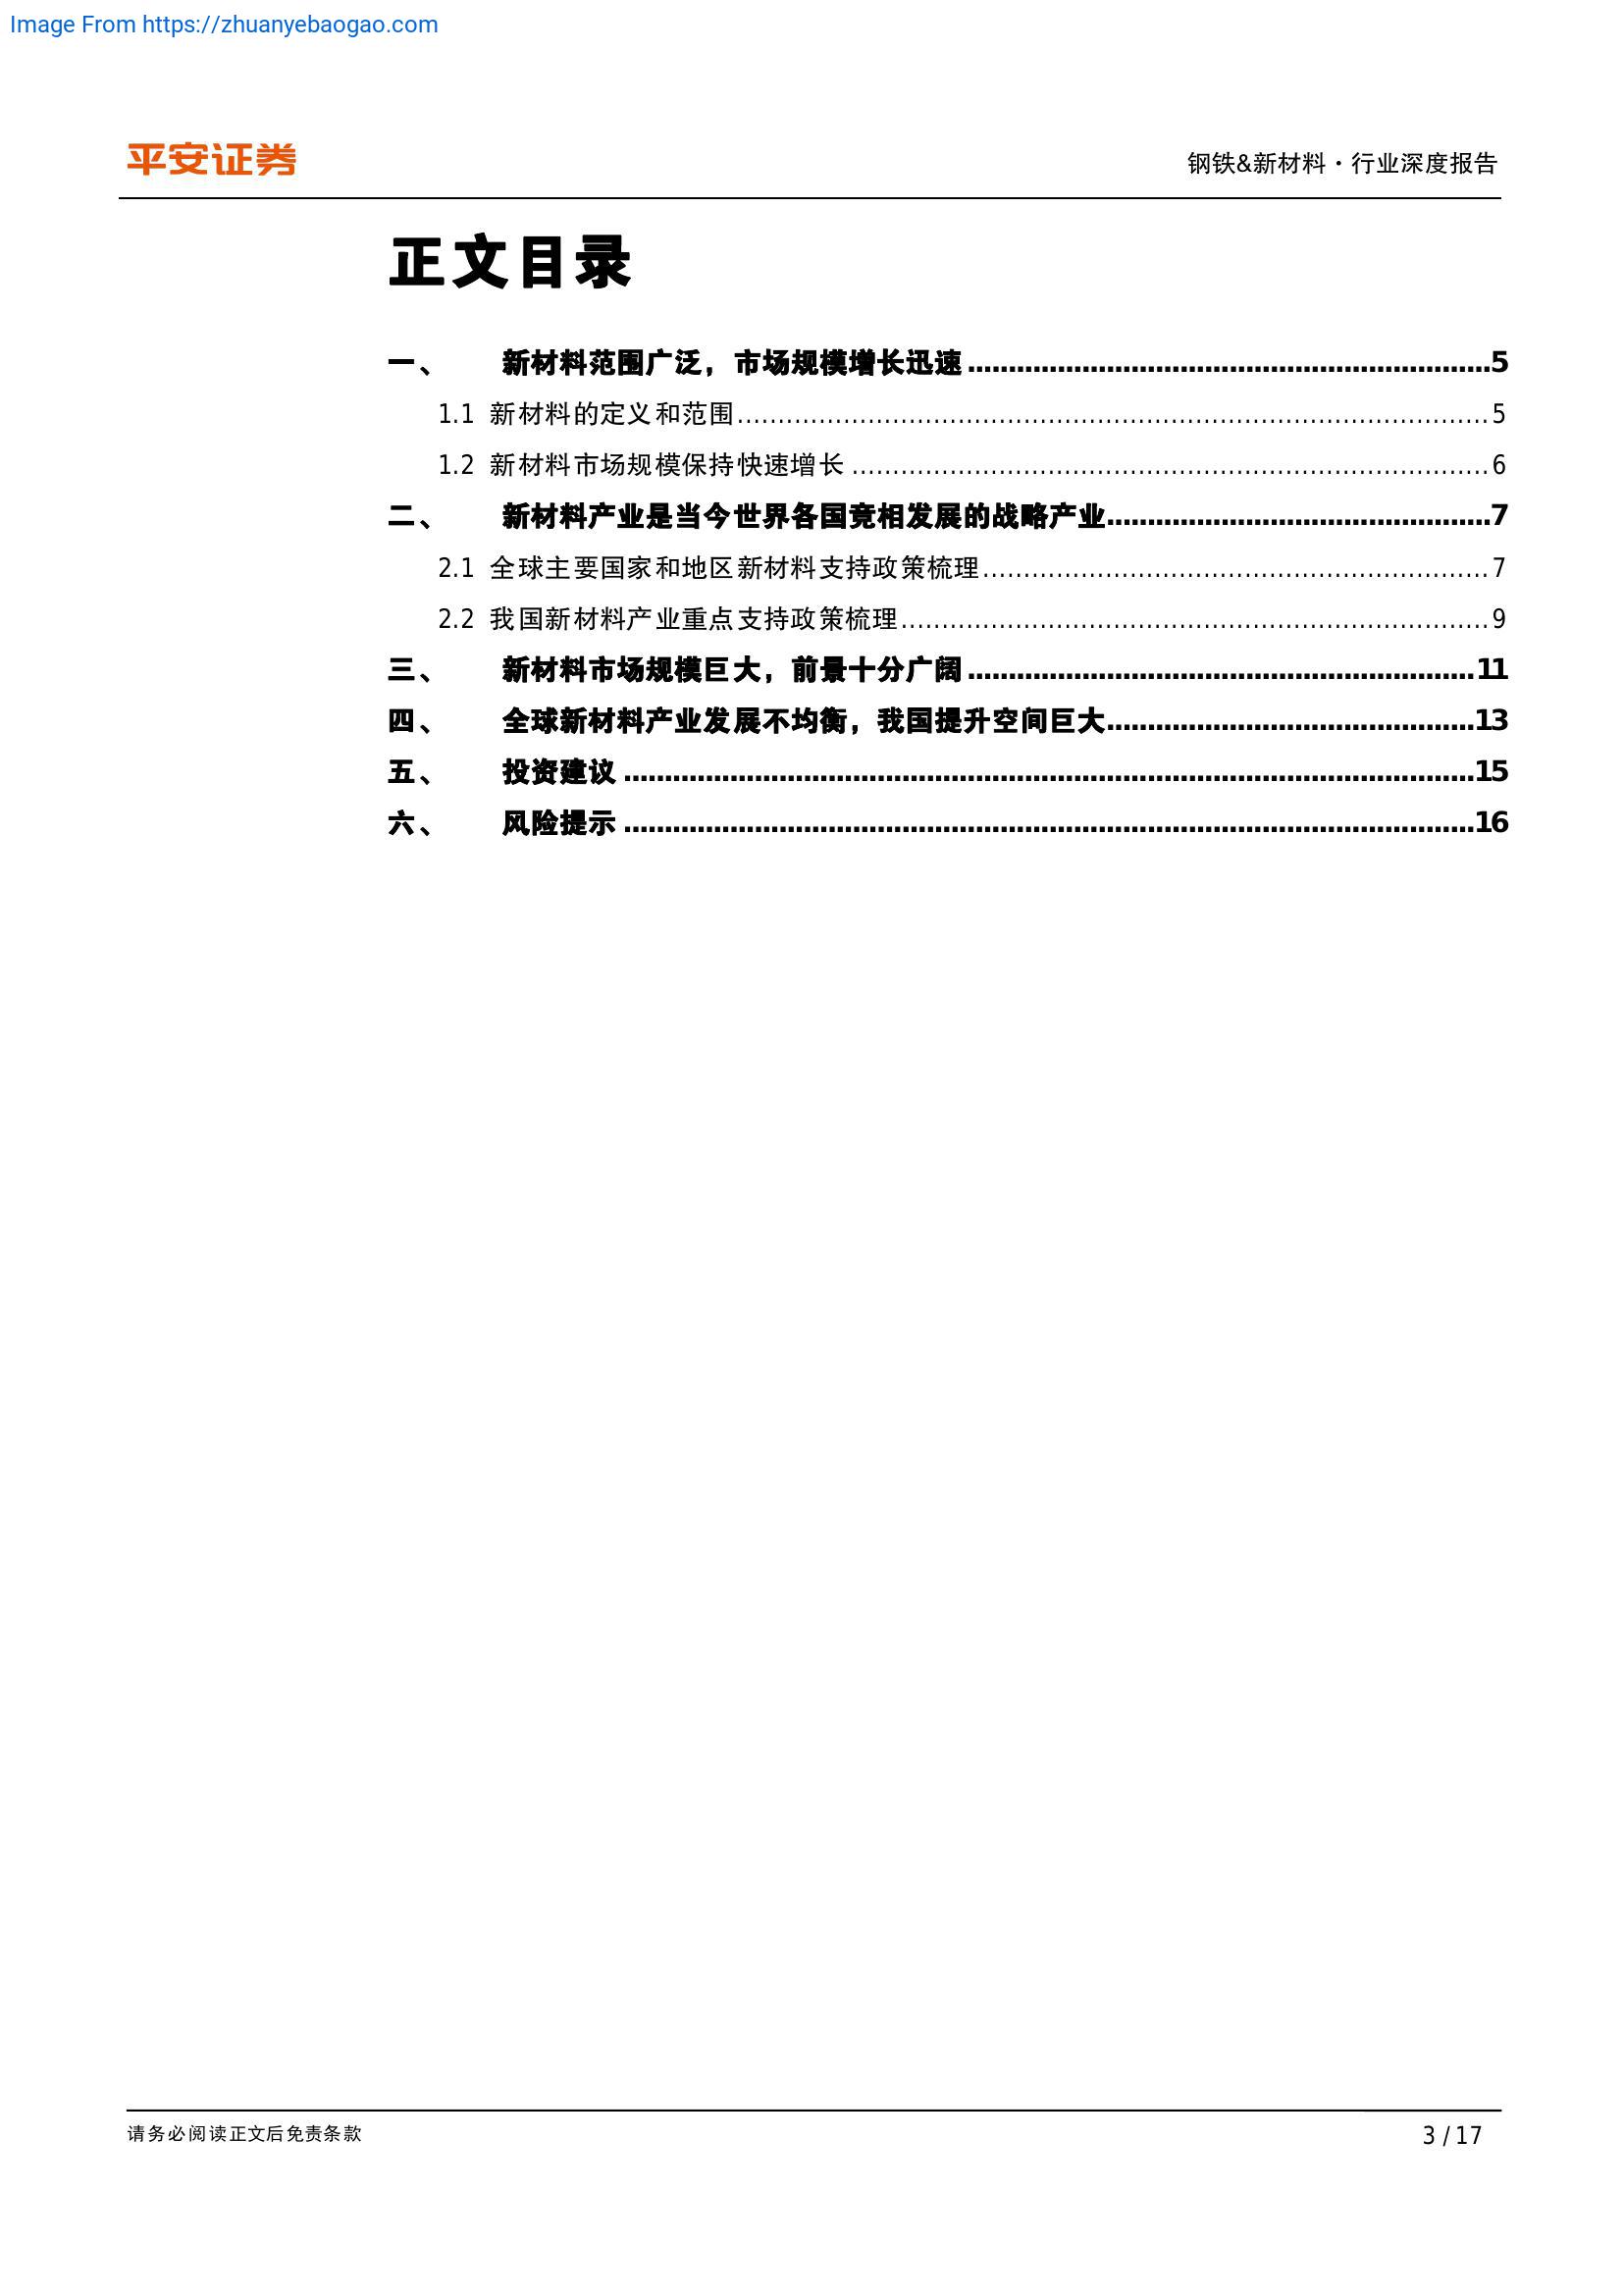 Image From https://zhuanyebaogao.com
平安证券
钢铁&新材料·行业深度报告
正文目录
一、 新材料范围广泛，市场规模增长迅速........................................5
1.1 新材料的定义和范围........................................5
1.2 新材料市场规模保持快速增长........................................6
二、 新材料产业是当今世界各国竞相发展的战略产业........................................7
2.1 全球主要国家和地区新材料支持政策梳理........................................7
2.2 我国新材料产业重点支持政策梳理........................................9
三、 新材料市场规模巨大，前景十分广阔........................................11
四、 全球新材料产业发展不均衡，我国提升空间巨大........................................13
五、 投资建议........................................15
六、 风险提示........................................16
请务必阅读正文后免责条款
3 / 17